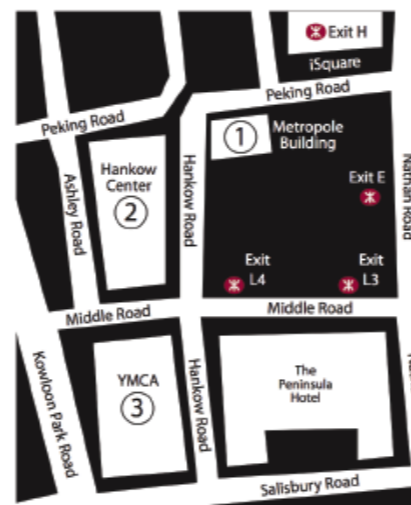 Exit H
iSquare
Peking Road
Peking Road
1
Metropole
Building
Hankow
Center
2
Exit E
Nathan Road
Ashley Road
Hankow Road
Exit
L4
Exit
L3
Middle Road
Middle Road
YMCA
3
Kowloon Park Road
Hankow Road
The
Peninsula
Hotel
Salisbury Road